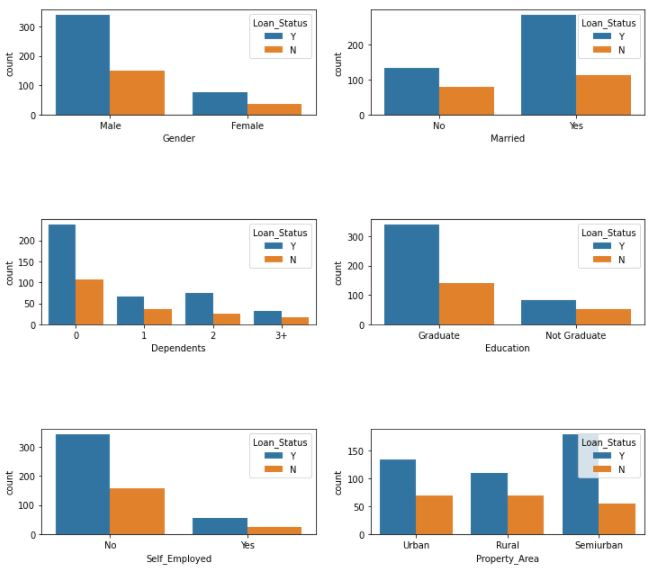 Loan_Status
Y
N
count
300
200
100
0
Male Female
Gender
Loan_Status
Y
N
count
200
100
0
No Yes
Married
Loan_Status
Y
N
count
200
150
100
50
0
0 1 2 3+
Dependents
Loan_Status
Y
N
count
300
200
100
0
Graduate Not Graduate
Education
Loan_Status
Y
N
count
300
200
100
0
No Yes
Self_Employed
Loan_Status
Y
N
count
150
100
50
0
Urban Rural Semiurban
Property_Area